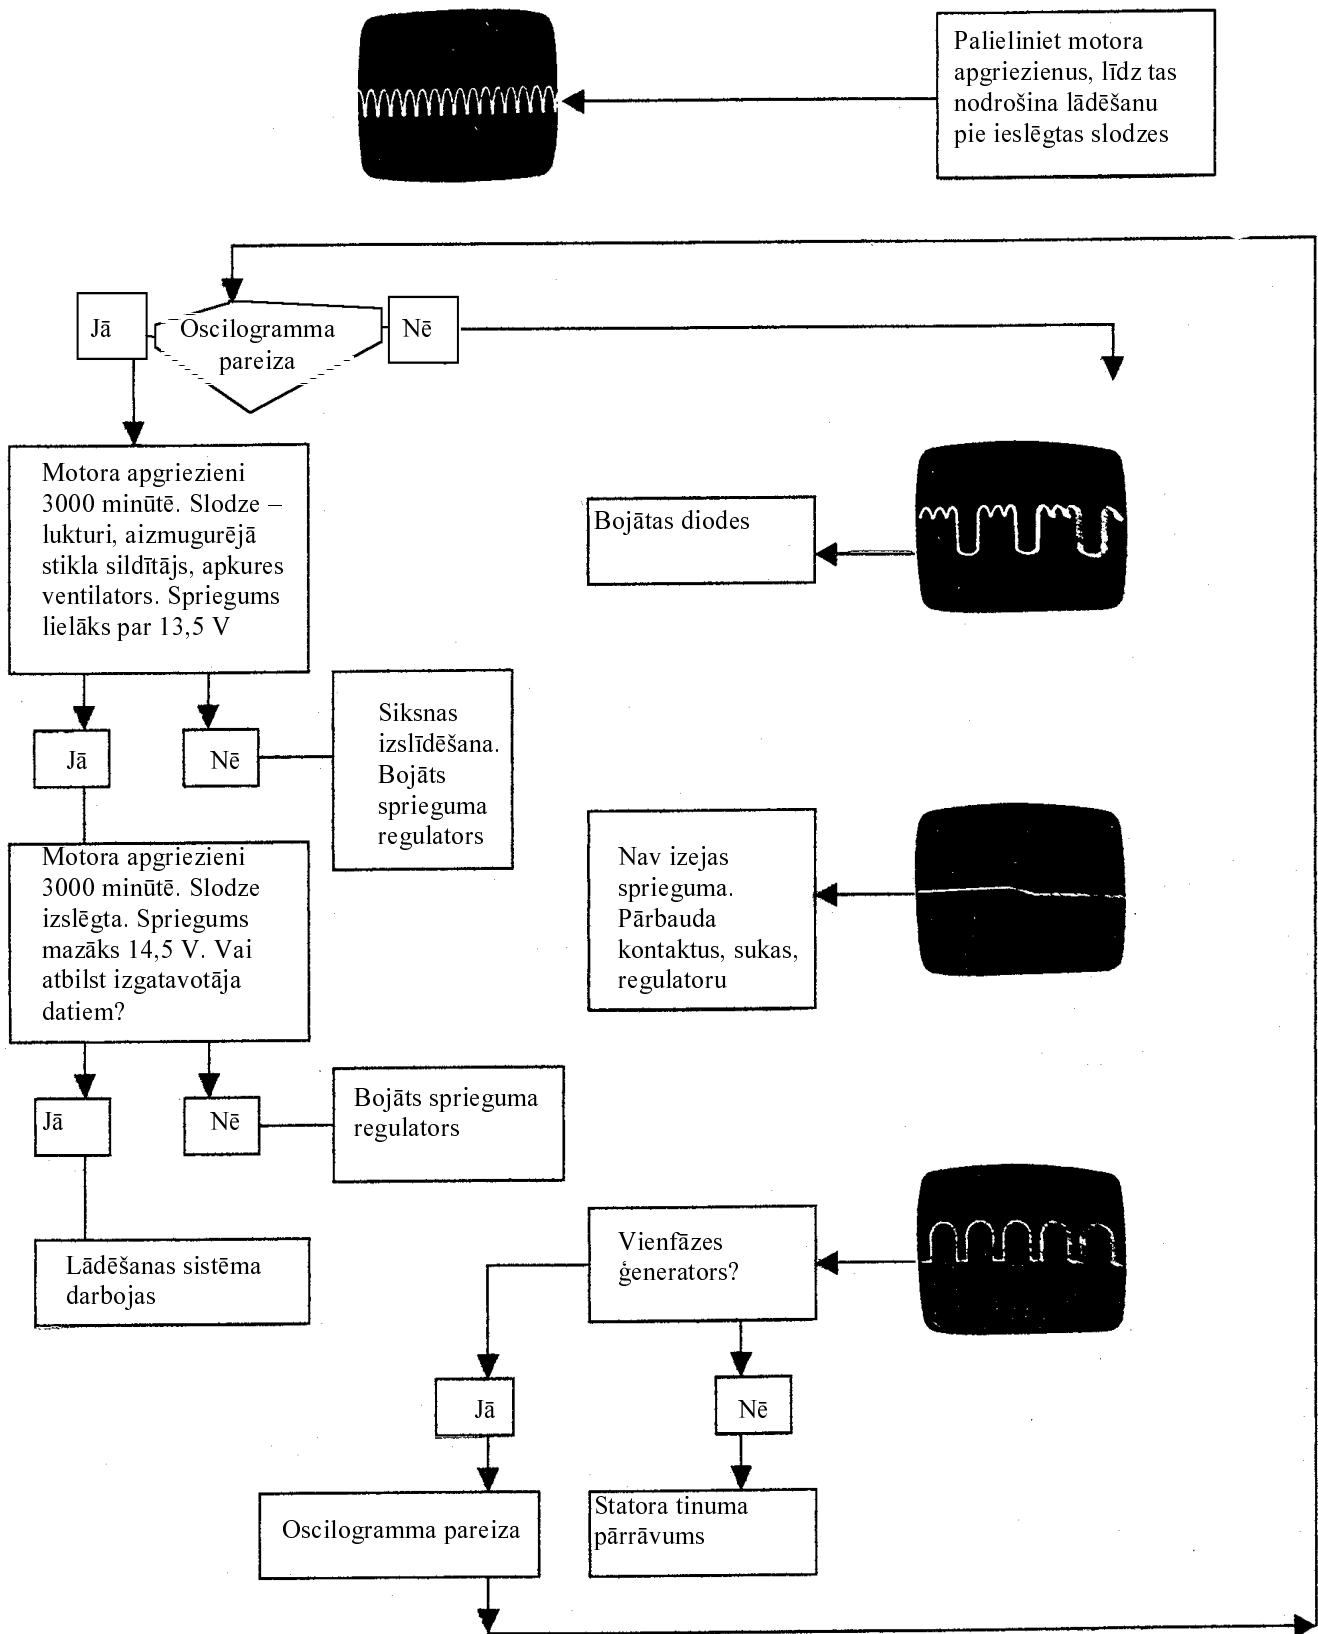 Palieliniet motora
apgriezienus, līdz tas
nodrošina lādēšanu
pie ieslēgtas slodzes
Jā
Oscilogramma
pareiza
Nē
Motora apgriezieni
3000 minūtē. Slodze –
lukturi, aizmugurējā
stikla sildītājs, apkures
ventilators. Spriegums
lielāks par 13,5 V
Bojātas diodes
Jā
Nē
Siksnas
izslīdēšana.
Bojāts
sprieguma
regulators
Motora apgriezieni
3000 minūtē. Slodze
izslēgta. Spriegums
mazāks 14,5 V. Vai
atbilst izgatavotāja
datiem?
Nav izejas
sprieguma.
Pārbauda
kontaktus, sukas,
regulatoru
Jā
Nē
Bojāts sprieguma
regulators
Lādēšanas sistēma
darbojas
Vienfāzes
ģenerators?
Jā
Nē
Oscilogramma pareiza
Statora tinuma
pārrāvums